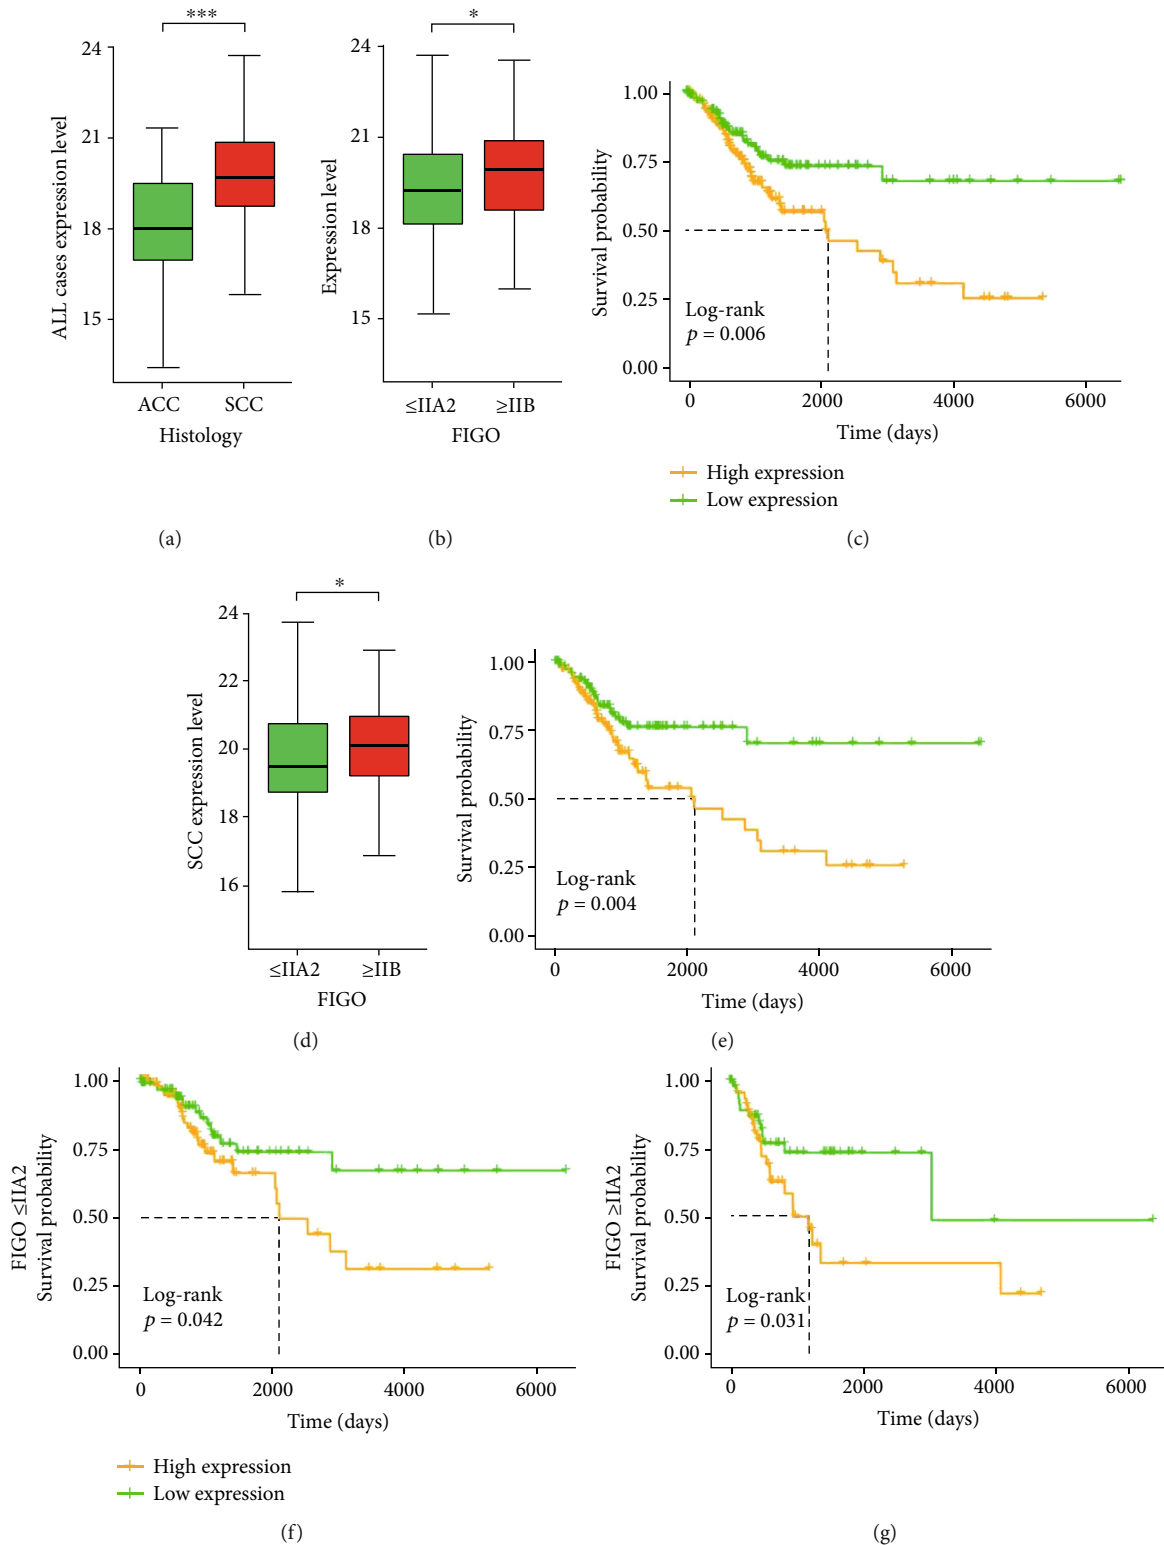 ***
24
21
18
15
ALL cases expression level
ACC SCC
Histology
(a)
*
24
21
18
15
Expression level
≤IIA2 ≥IIB
FIGO
(b)
1.00
0.75
0.50
0.25
0.00
Survival probability
Log-rank
p = 0.006
0 2000 4000 6000
Time (days)
High expression
Low expression
(c)
*
24
22
20
18
16
SCC expression level
≤IIA2 ≥IIB
FIGO
(d)
1.00
0.75
0.50
0.25
0.00
Survival probability
Log-rank
p = 0.004
0 2000 4000 6000
Time (days)
(e)
1.00
0.75
0.50
0.25
0.00
FIGO ≤IIA2
Survival probability
Log-rank
p = 0.042
0 2000 4000 6000
Time (days)
High expression
Low expression
(f)
1.00
0.75
0.50
0.25
0.00
FIGO ≥IIA2
Survival probability
Log-rank
p = 0.031
0 2000 4000 6000
Time (days)
(g)